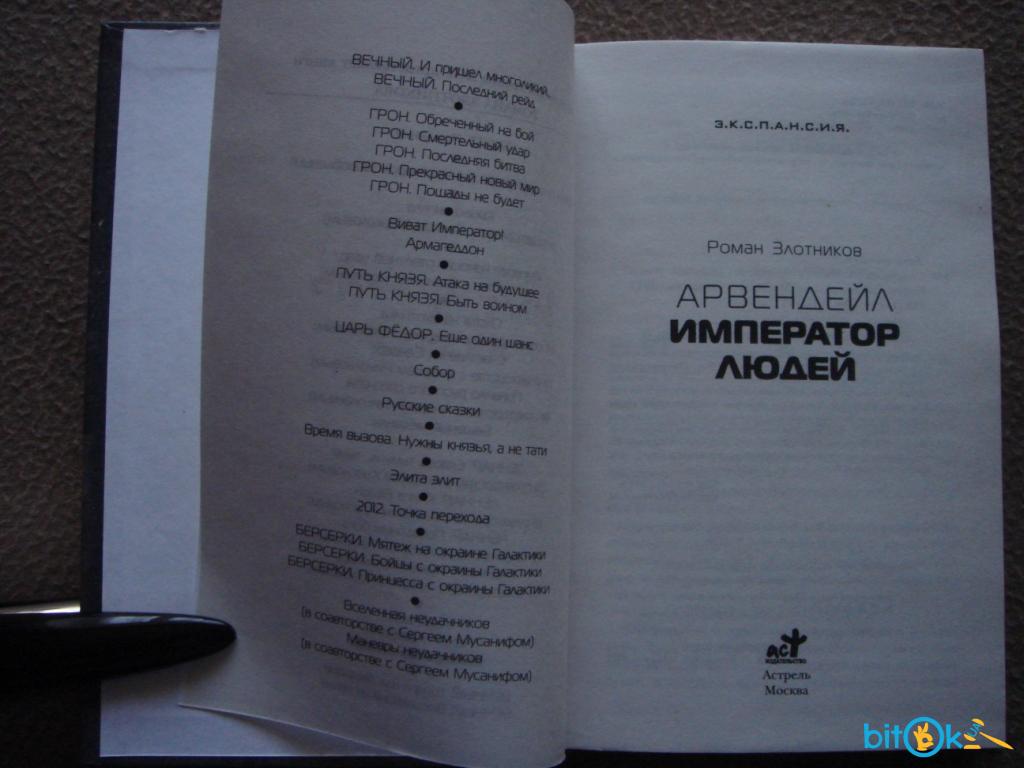 ВЕЧНЫЙ. И пришел многоликий...
ВЕЧНЫЙ. Последний рейд
●
ГРОН. Обреченный на бой
ГРОН. Смертельный удар
ГРОН. Последняя битва
ГРОН. Прекрасный новый мир
ГРОН. Пощады не будет
●
Виват Император!
Армагеддон
●
ПУТЬ КНЯЗЯ. Атака на будущее
ПУТЬ КНЯЗЯ. Быть воином
●
ЦАРЬ ФЁДОР. Еще один шанс
●
Собор
●
Русские сказки
●
Время вызова. Нужны князья, а не тати
●
Элита элит
●
2012. Точка перехода
●
БЕРСЕРКИ. Мятеж на окраине Галактики
БЕРСЕРКИ. Бойцы с окраины Галактики
БЕРСЕРКИ. Принцесса с окраины Галактики
●
Вселенная неудачников
(в соавторстве с Сергеем Мусанифом)
Маневры неудачников
(в соавторстве с Сергеем Мусанифом)
Э.К.С.П.А.Н.С.И.Я.
Роман Злотников
АРВЕНДЕЙЛ
ИМПЕРАТОР
ЛЮДЕЙ
аст
ИЗДАТЕЛЬСТВО
Астрель
Москва
bitOk.ua